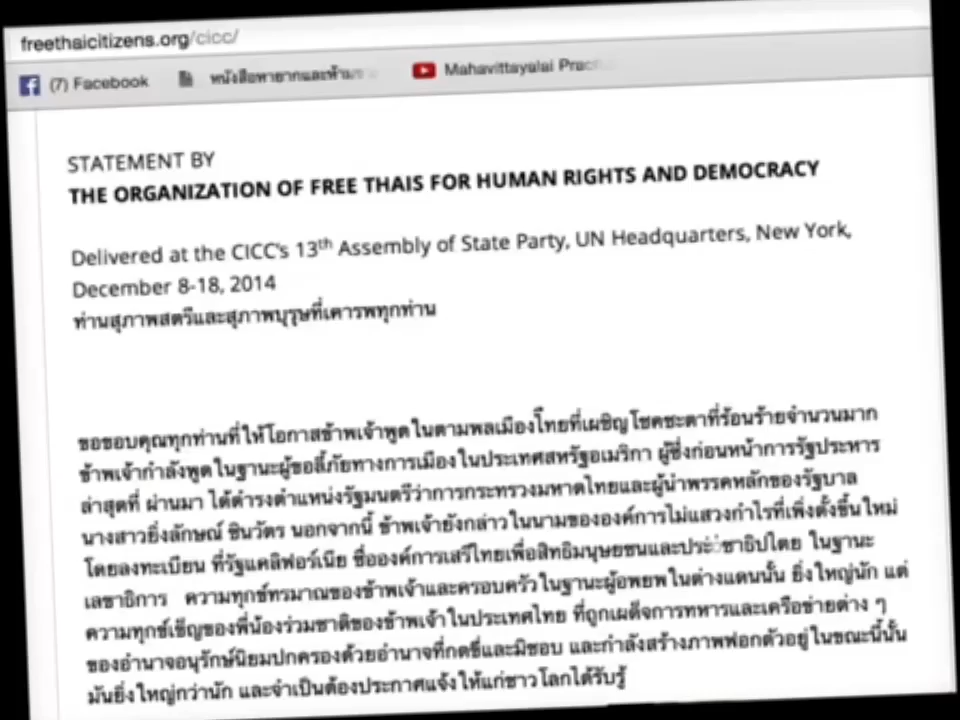 freethaicitizens.org/cicc/
(7) Facebook หนังสือหายากและห้าม Mahavittayalai
STATEMENT BY
THE ORGANIZATION OF FREE THAIS FOR HUMAN RIGHTS AND DEMOCRACY
Delivered at the CICC's 13th Assembly of State Party, UN Headquarters, New York,
December 8-18, 2014
ท่านสุภาพสตรีและสุภาพบุรุษที่เคารพทุกท่าน
ขอขอบคุณทุกท่านที่ให้โอกาสข้าพเจ้าพูดในตามพลเมืองไทยที่เผชิญโชคชะตาที่ร้อนร้ายจำนวนมาก
ข้าพเจ้ากำลังพูดในฐานะผู้ขอลี้ภัยทางการเมืองในประเทศสหรัฐอเมริกา ผู้ซึ่งก่อนหน้าการรัฐประหาร
ล่าสุดที่ ผ่านมา ได้ดำรงตำแหน่งรัฐมนตรีว่าการกระทรวงมหาดไทยและผู้นำพรรคหลักของรัฐบาล
นางสาวยิ่งลักษณ์ ชินวัตร นอกจากนี้ ข้าพเจ้ายังกล่าวในนามขององค์การไม่แสวงกำไรที่เพิ่งตั้งขึ้นใหม่
โดยลงทะเบียน ที่รัฐแคลิฟอร์เนีย ชื่อองค์การเสรีไทยเพื่อสิทธิมนุษยชนและประชาธิปไตย ในฐานะ
เลขาธิการ ความทุกข์ทรมาณของข้าพเจ้าและครอบครัวในฐานะผู้อพยพในต่างแดนนั้น ยิ่งใหญ่นัก แต่
ความทุกข์เข็ญของพี่น้องร่วมชาติของข้าพเจ้าในประเทศไทย ที่ถูกเผด็จการทหารและเครือข่ายต่าง ๆ
ของอำนาจอนุรักษ์นิยมปกครองด้วยอำนาจที่กดขี่และมิชอบ และกำลังสร้างภาพฟอกตัวอยู่ในขณะนี้นั้น
มันยิ่งใหญ่กว่านัก และจำเป็นต้องประกาศแจ้งให้แก่ชาวโลกได้รับรู้